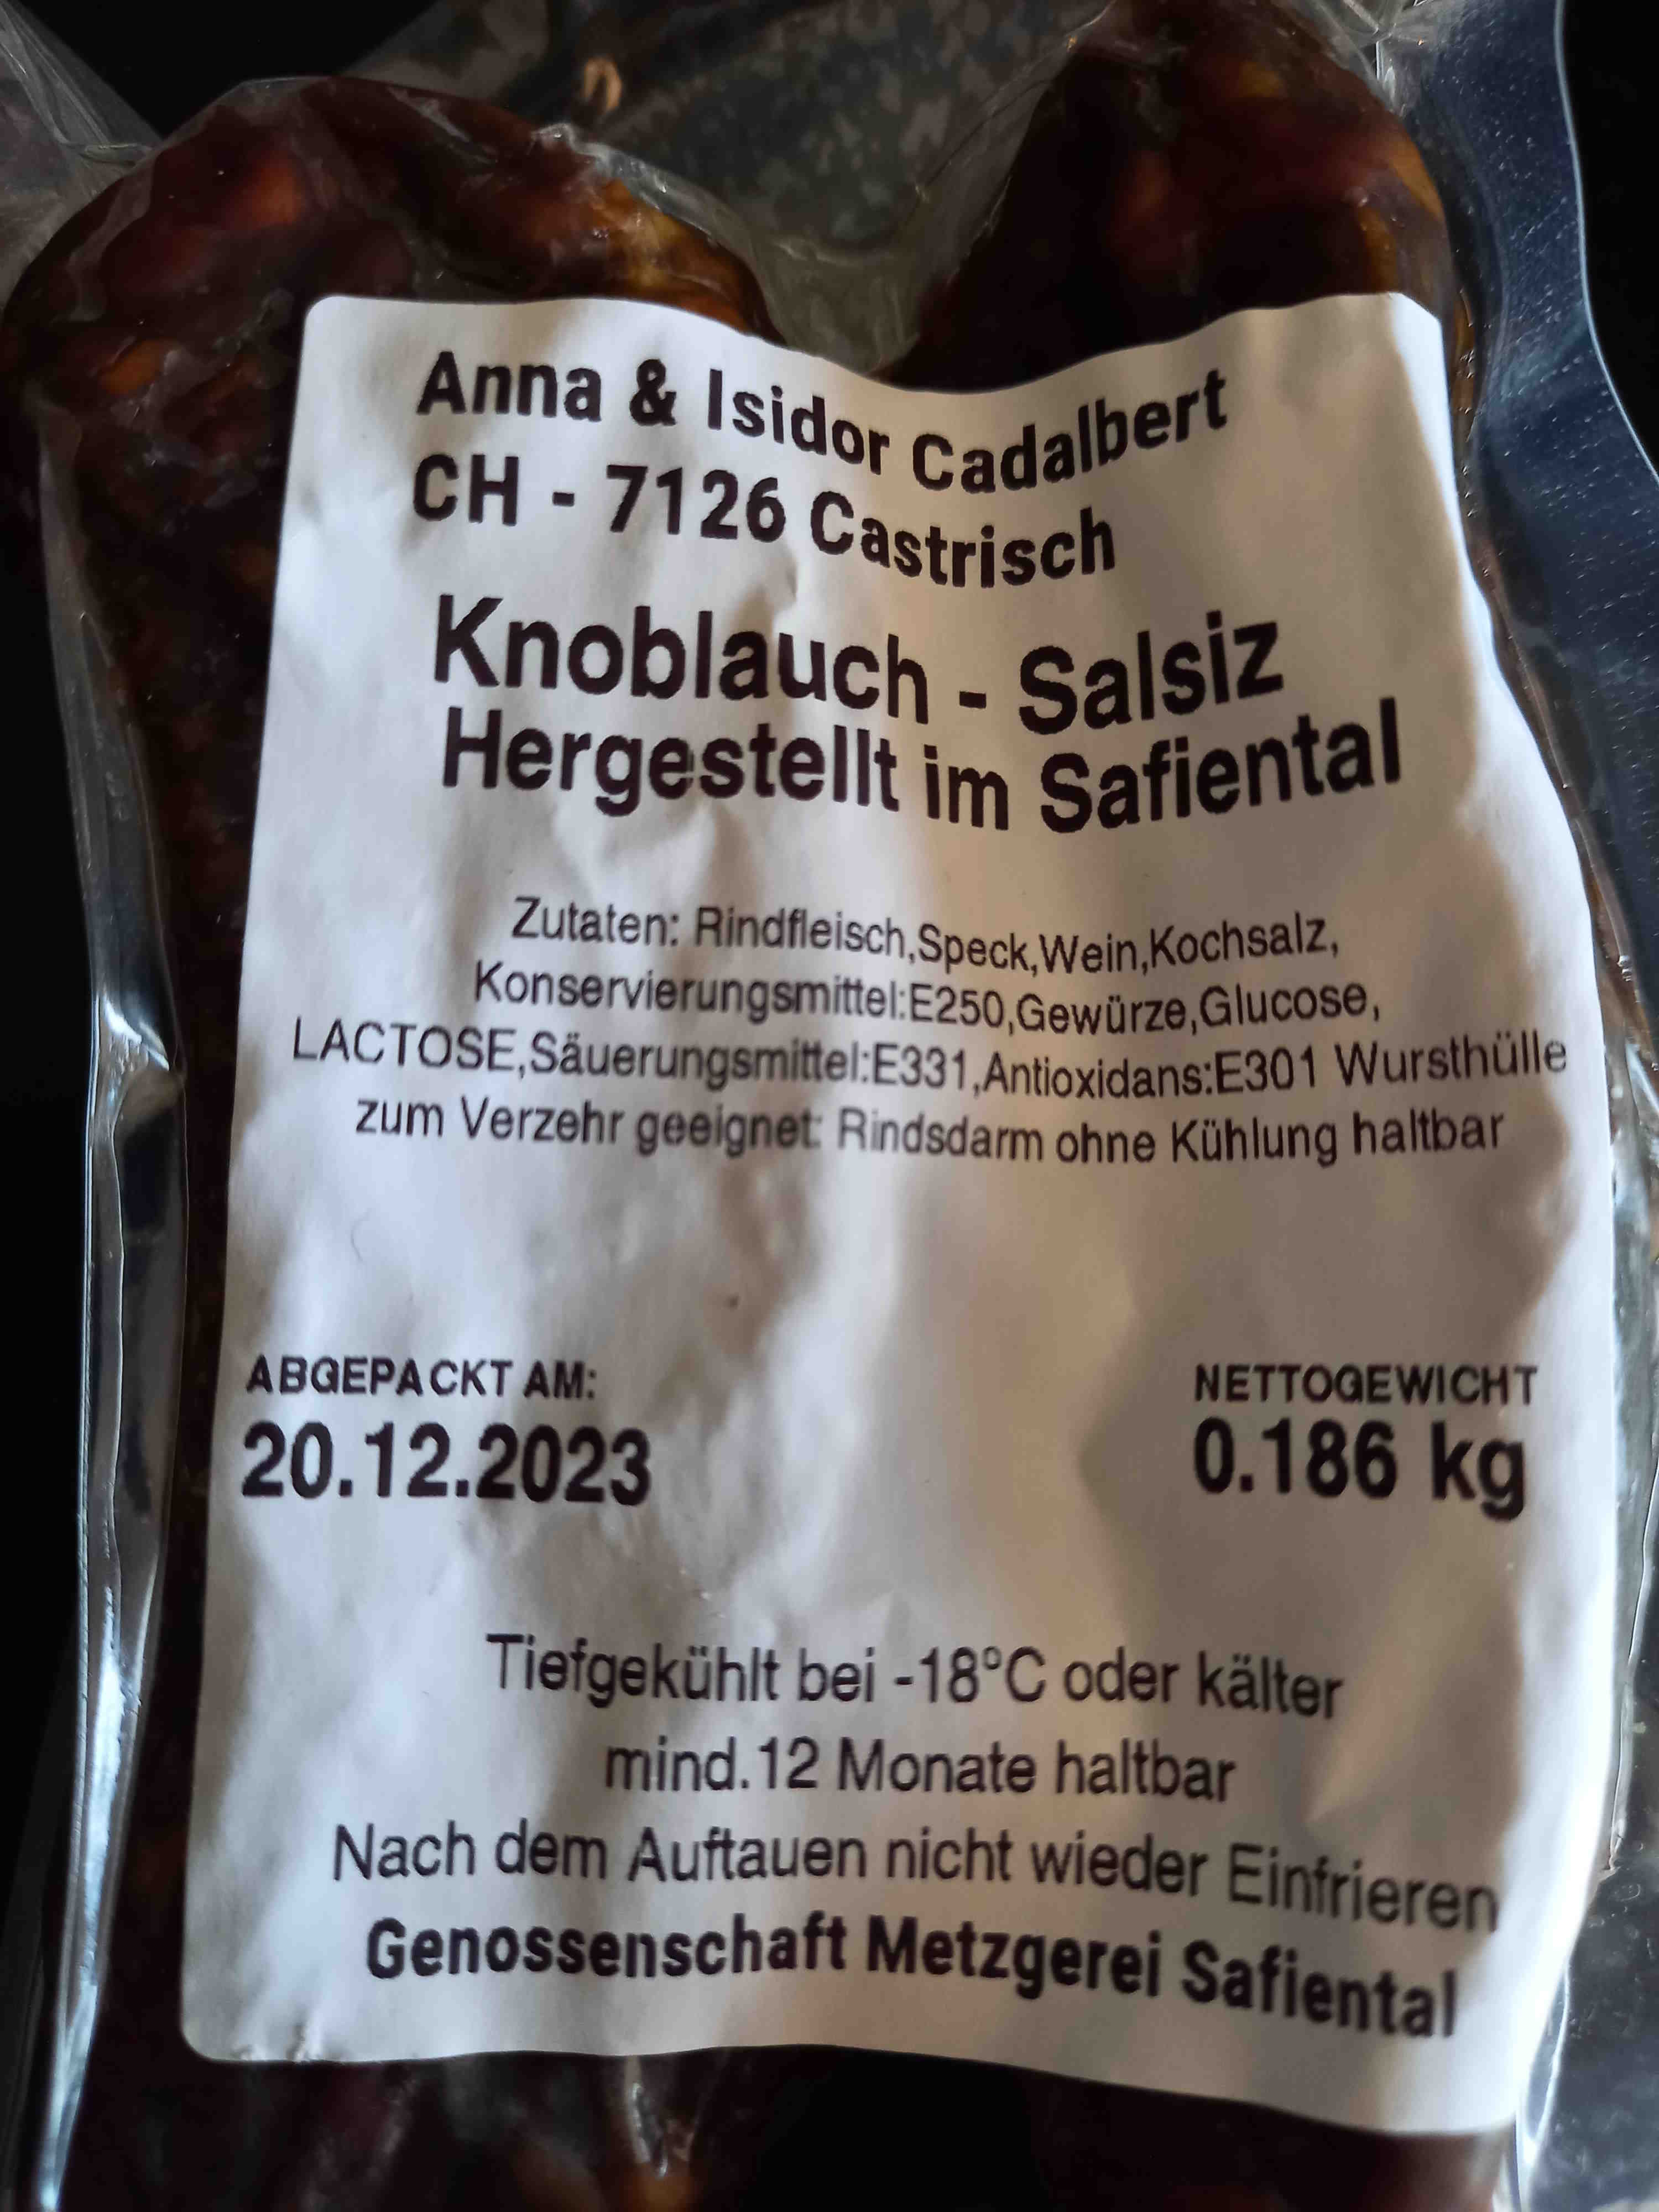 Anna & Isidor Cadalbert
CH - 7126 Castrisch
Knoblauch - Salsiz
Hergestellt im Safiental
Zutaten: Rindfleisch,Speck,Wein,Kochsalz,
Konservierungsmittel:E250,Gewürze,Glucose,
LACTOSE,Säuerungsmittel:E331,Antioxidans:E301 Wursthülle
zum Verzehr geeignet: Rindsdarm ohne Kühlung haltbar
ABGEPACKT AM:
20.12.2023
NETTOGEWICHT
0.186 kg
Tiefgekühlt bei -18°C oder kälter
mind.12 Monate haltbar
Nach dem Auftauen nicht wieder Einfrieren
Genossenschaft Metzgerei Safiental